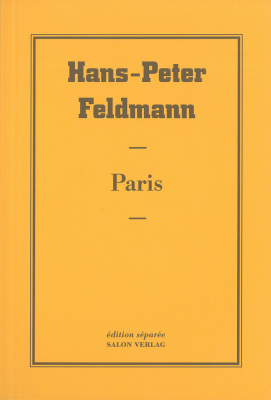 Hans-Peter
Feldmann
Paris
édition séparée
SALON VERLAG